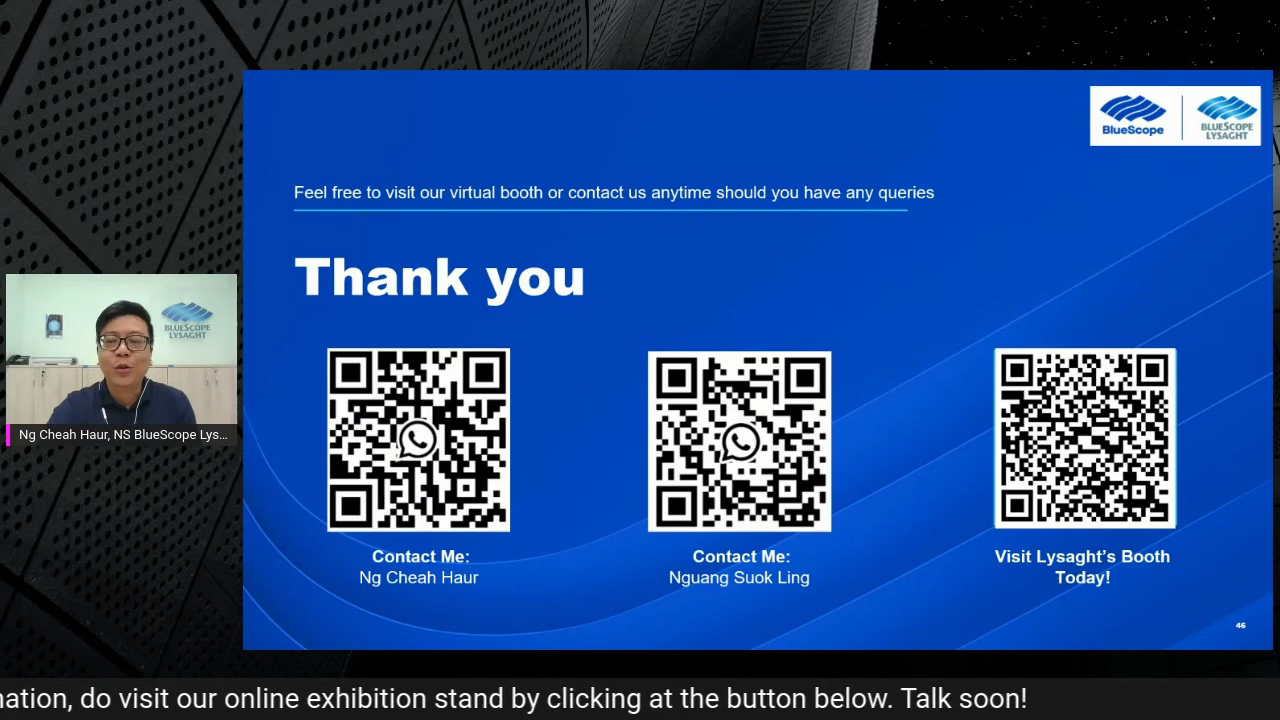 BlueScope
BLUESCOPE
LYSAGHT
Feel free to visit our virtual booth or contact us anytime should you have any queries
Thank you
BLUESCOPE
LYSAGHT
Ng Cheah Haur, NS BlueScope Lys...
Contact Me:
Ng Cheah Haur
Contact Me:
Nguang Suok Ling
Visit Lysaght's Booth
Today!
46
nation, do visit our online exhibition stand by clicking at the button below. Talk soon!